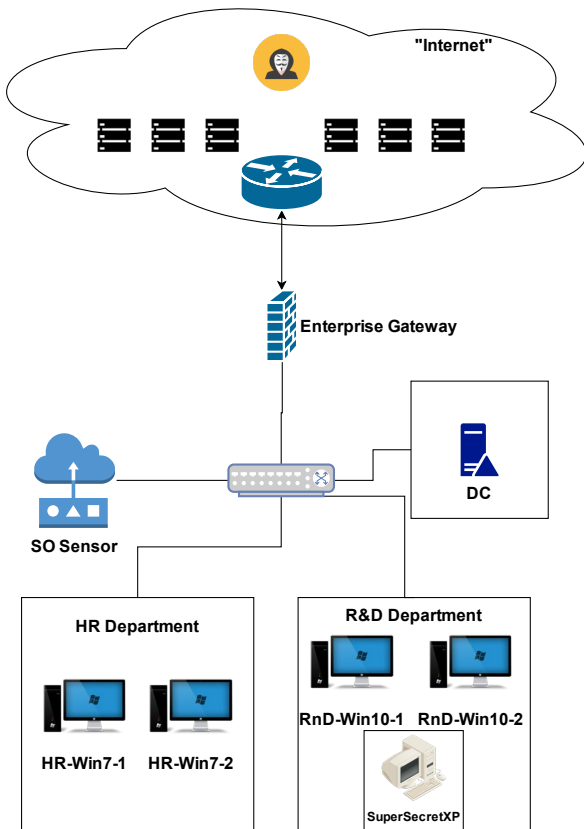 "Internet"
Enterprise Gateway
DC
SO Sensor
HR Department
R&D Department
RnD-Win10-1
RnD-Win10-2
HR-Win7-1
HR-Win7-2
SuperSecretXP